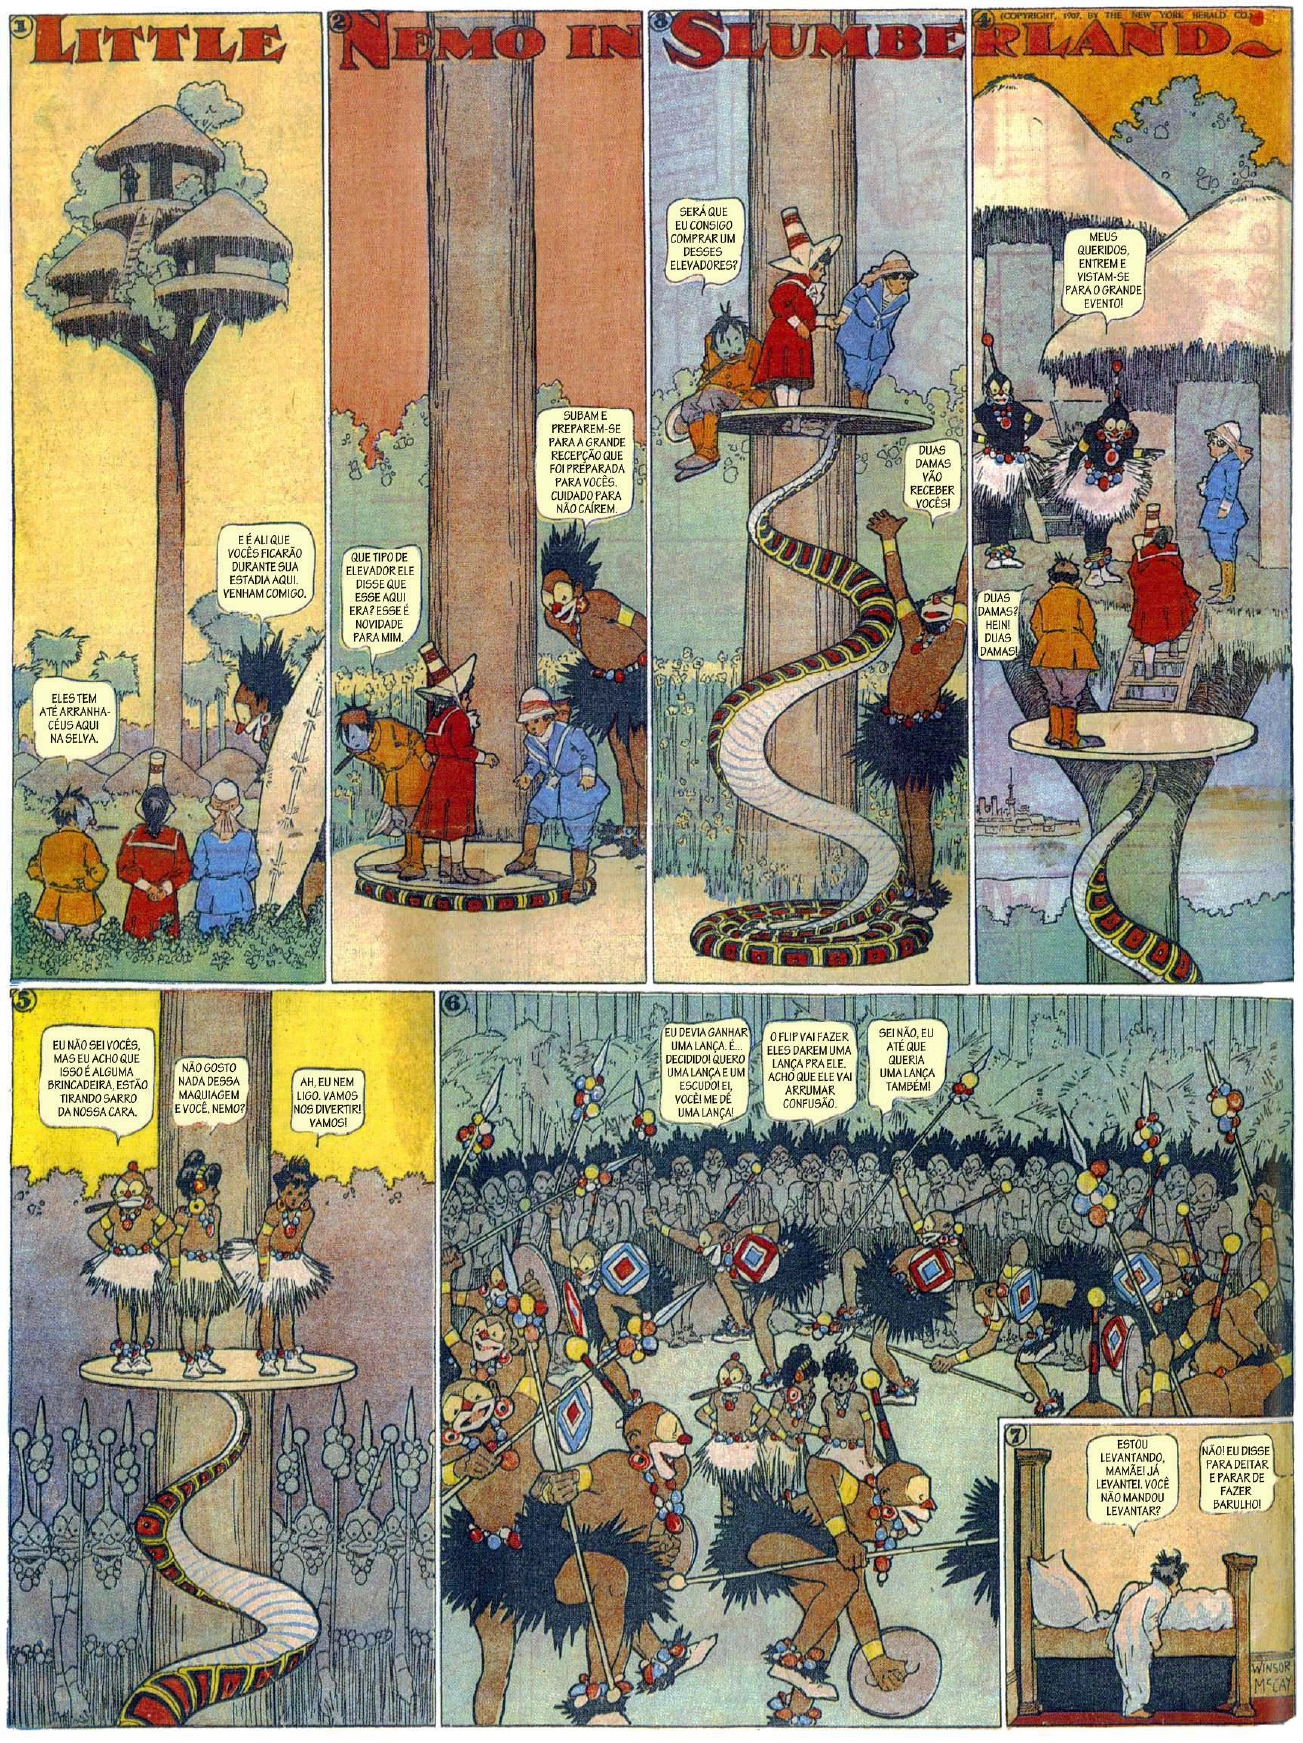 LITTLE NEMO IN SLUMBERLAND
(COPYRIGHT, 1907, BY THE NEW YORK HERALD CO.)
1
ELES TEM
ATÉ ARRANHA-
CÉUS AQUI
NA SELVA.
E É ALI QUE
VOCÊS FICARÃO
DURANTE SUA
ESTADIA AQUI.
VENHAM COMIGO.
2
QUE TIPO DE
ELEVADOR ELE
DISSE QUE
ESSE AQUI
ERA? ESSE É
NOVIDADE
PARA MIM.
SUBAM E
PREPAREM-SE
PARA A GRANDE
RECEPÇÃO QUE
FOI PREPARADA
PARA VOCÊS.
CUIDADO PARA
NÃO CAÍREM.
3
SERÁ QUE
EU CONSIGO
COMPRAR UM
DESSES
ELEVADORES?
DUAS
DAMAS
VÃO
RECEBER
VOCÊS!
4
MEUS
QUERIDOS,
ENTREM E
VISTAM-SE
PARA O GRANDE
EVENTO!
DUAS
DAMAS?
HEIN!
DUAS
DAMAS!
5
EU NÃO SEI VOCÊS,
MAS EU ACHO QUE
ISSO É ALGUMA
BRINCADEIRA, ESTÃO
TIRANDO SARRO
DA NOSSA CARA.
NÃO GOSTO
NADA DESSA
MAQUIAGEM
E VOCÊ, NEMO?
AH, EU NEM
LIGO. VAMOS
NOS DIVERTIR!
VAMOS!
6
EU DEVIA GANHAR
UMA LANÇA. É...
DECIDIDO! QUERO
UMA LANÇA E UM
ESCUDO! EI,
VOCÊ! ME DÊ
UMA LANÇA!
O FLIP VAI FAZER
ELES DAREM UMA
LANÇA PRA ELE.
ACHO QUE ELE VAI
ARRUMAR
CONFUSÃO.
SEI NÃO, EU
ATÉ QUE
QUERIA
UMA LANÇA
TAMBÉM!
7
ESTOU
LEVANTANDO,
MAMÃE! JÁ
LEVANTEI. VOCÊ
NÃO MANDOU
LEVANTAR?
NÃO! EU DISSE
PARA DEITAR
E PARAR DE
FAZER
BARULHO!
WINSOR
McCAY